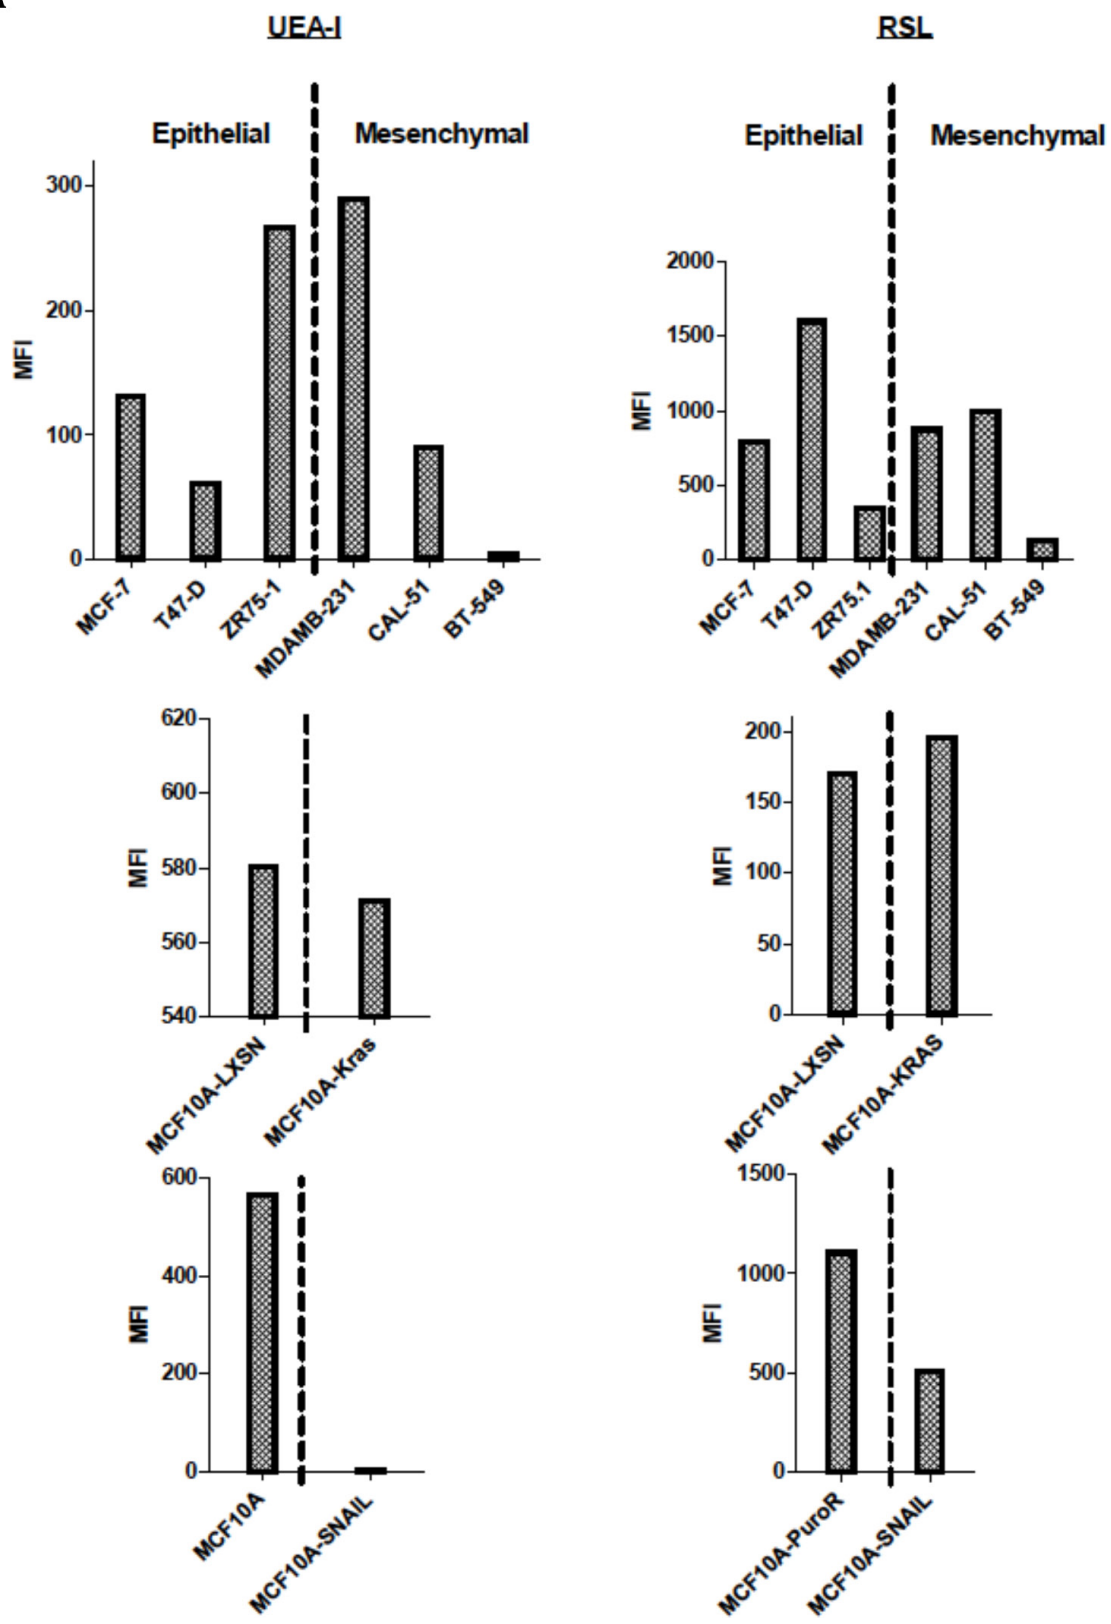 UEA-I
RSL
Epithelial
Mesenchymal
Epithelial
Mesenchymal
MFI
300
200
100
0
MCF-7
T47-D
ZR75-1
MDAMB-231
CAL-51
BT-549
MFI
2000
1500
1000
500
0
MCF-7
T47-D
ZR75.1
MDAMB-231
CAL-51
BT-549
MFI
620
600
580
560
540
MCF10A-LXSN
MCF10A-Kras
MFI
200
150
100
50
0
MCF10A-LXSN
MCF10A-KRAS
MFI
600
400
200
0
MCF10A
MCF10A-SNAIL
MFI
1500
1000
500
0
MCF10A-PuroR
MCF10A-SNAIL